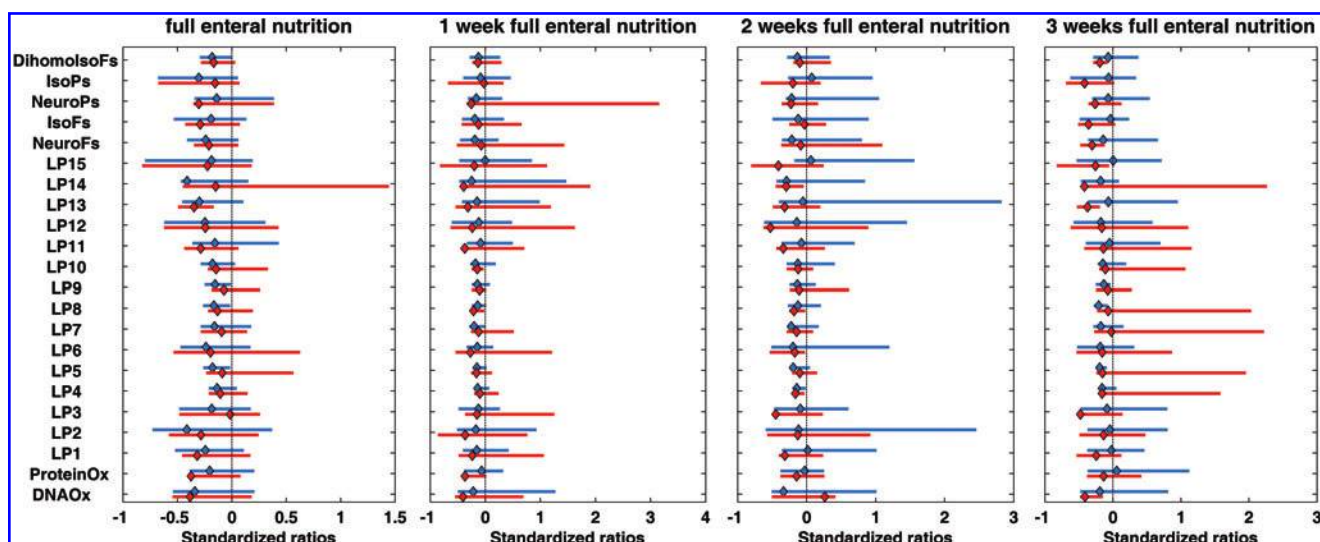 full enteral nutrition
1 week full enteral nutrition
2 weeks full enteral nutrition
3 weeks full enteral nutrition
DihomoIsoFs
IsoPs
NeuroPs
IsoFs
NeuroFs
LP15
LP14
LP13
LP12
LP11
LP10
LP9
LP8
LP7
LP6
LP5
LP4
LP3
LP2
LP1
ProteinOx
DNAOx
-1 -0.5 0 0.5 1 1.5
-1 0 1 2 3 4
-1 0 1 2 3
-1 0 1 2 3
Standardized ratios
Standardized ratios
Standardized ratios
Standardized ratios